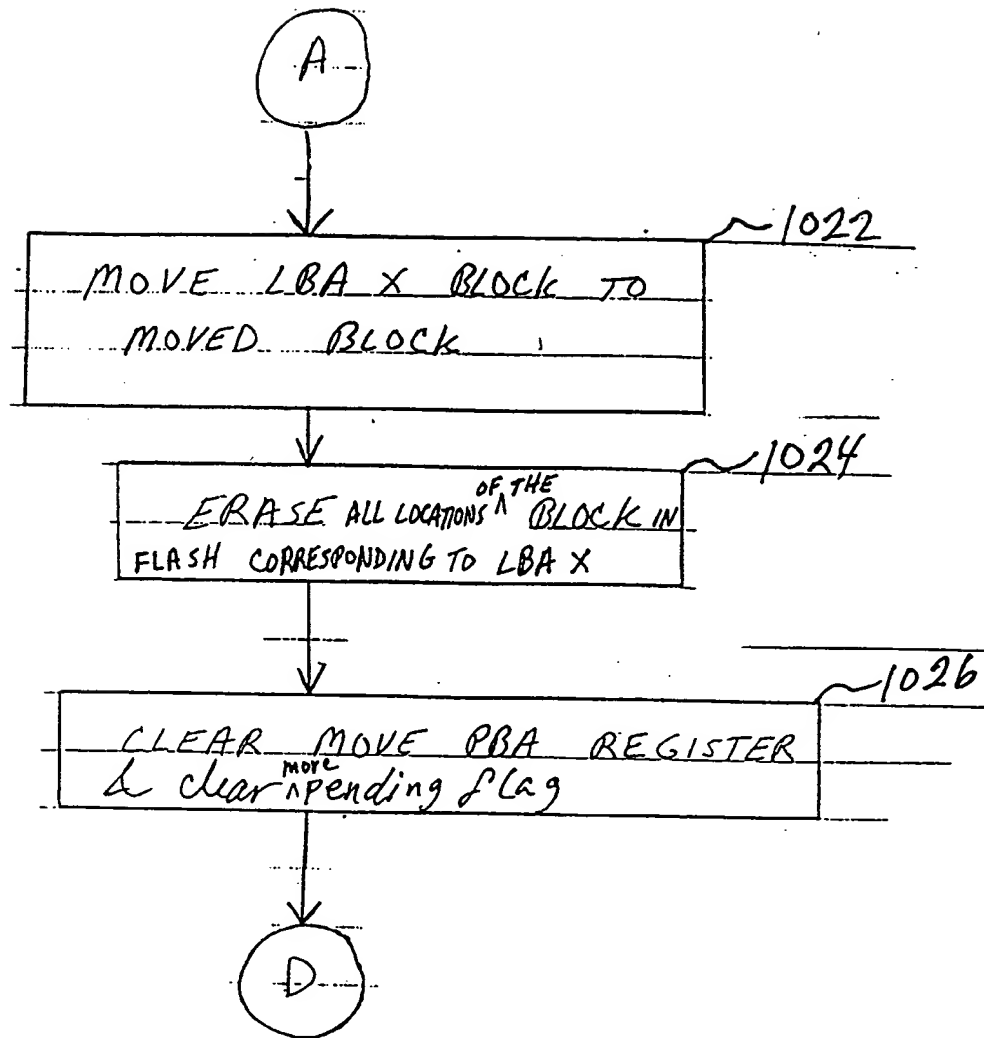 A
1022
MOVE LBA X BLOCK TO
MOVED BLOCK
1024
ERASE ALL LOCATIONS OF THE BLOCK IN
FLASH CORRESPONDING TO LBA X
1026
CLEAR MOVE PBA REGISTER
& clear move pending flag
D